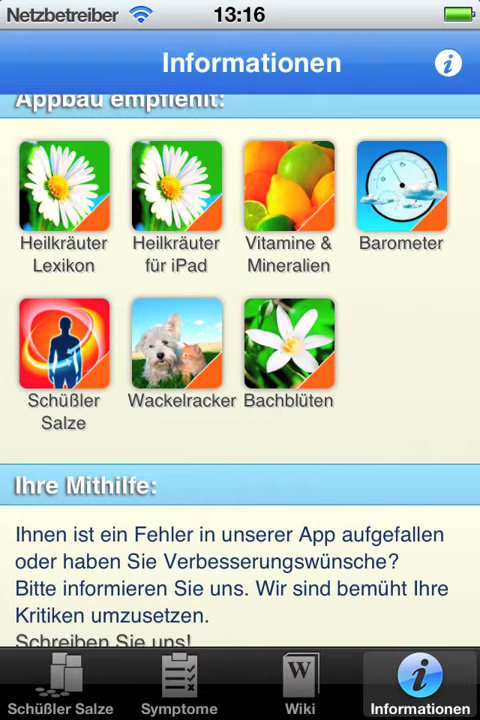 Netzbetreiber 13:16
Informationen
Appbau empfiehlt:
Heilkräuter Lexikon
Heilkräuter für iPad
Vitamine & Mineralien
Barometer
Schüßler Salze
Wackelracker
Bachblüten
Ihre Mithilfe:
Ihnen ist ein Fehler in unserer App aufgefallen
oder haben Sie Verbesserungswünsche?
Bitte informieren Sie uns. Wir sind bemüht Ihre
Kritiken umzusetzen.
Schreiben Sie uns!
W
Schüßler Salze Symptome Wiki Informationen